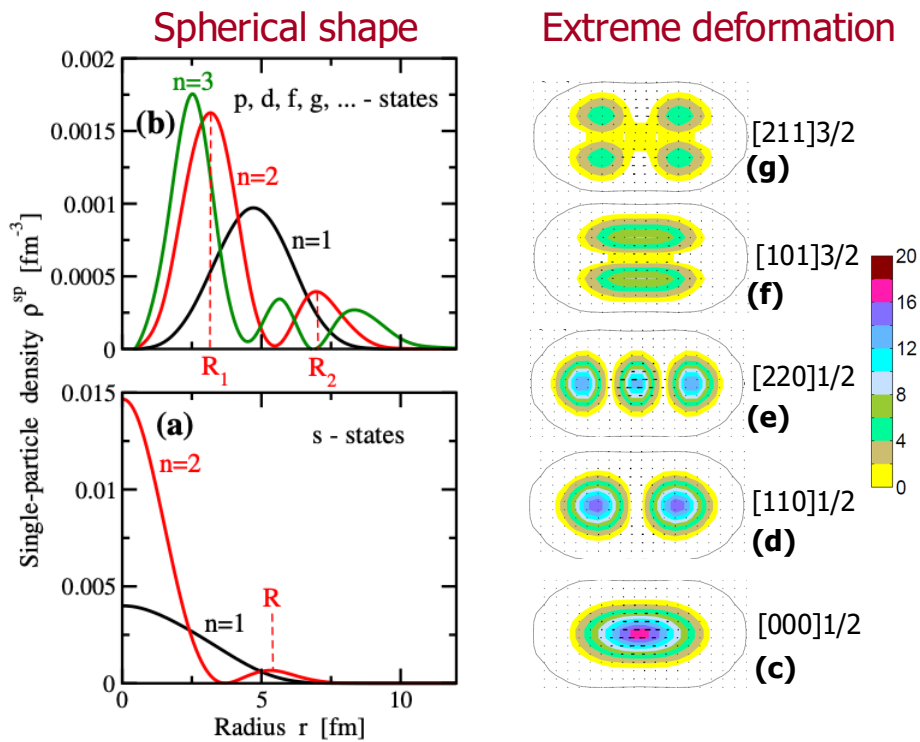 Spherical shape
Extreme deformation
Single-particle density ρ^sp [fm^-3]
0.002
0.0015
0.001
0.0005
0
(b)
n=3
p, d, f, g, ... - states
n=2
n=1
R_1
R_2
0.015
0.01
0.005
0
(a)
s - states
n=2
n=1
R
0
5
10
Radius r [fm]
[211]3/2
(g)
[101]3/2
(f)
[220]1/2
(e)
[110]1/2
(d)
[000]1/2
(c)
20
16
12
8
4
0